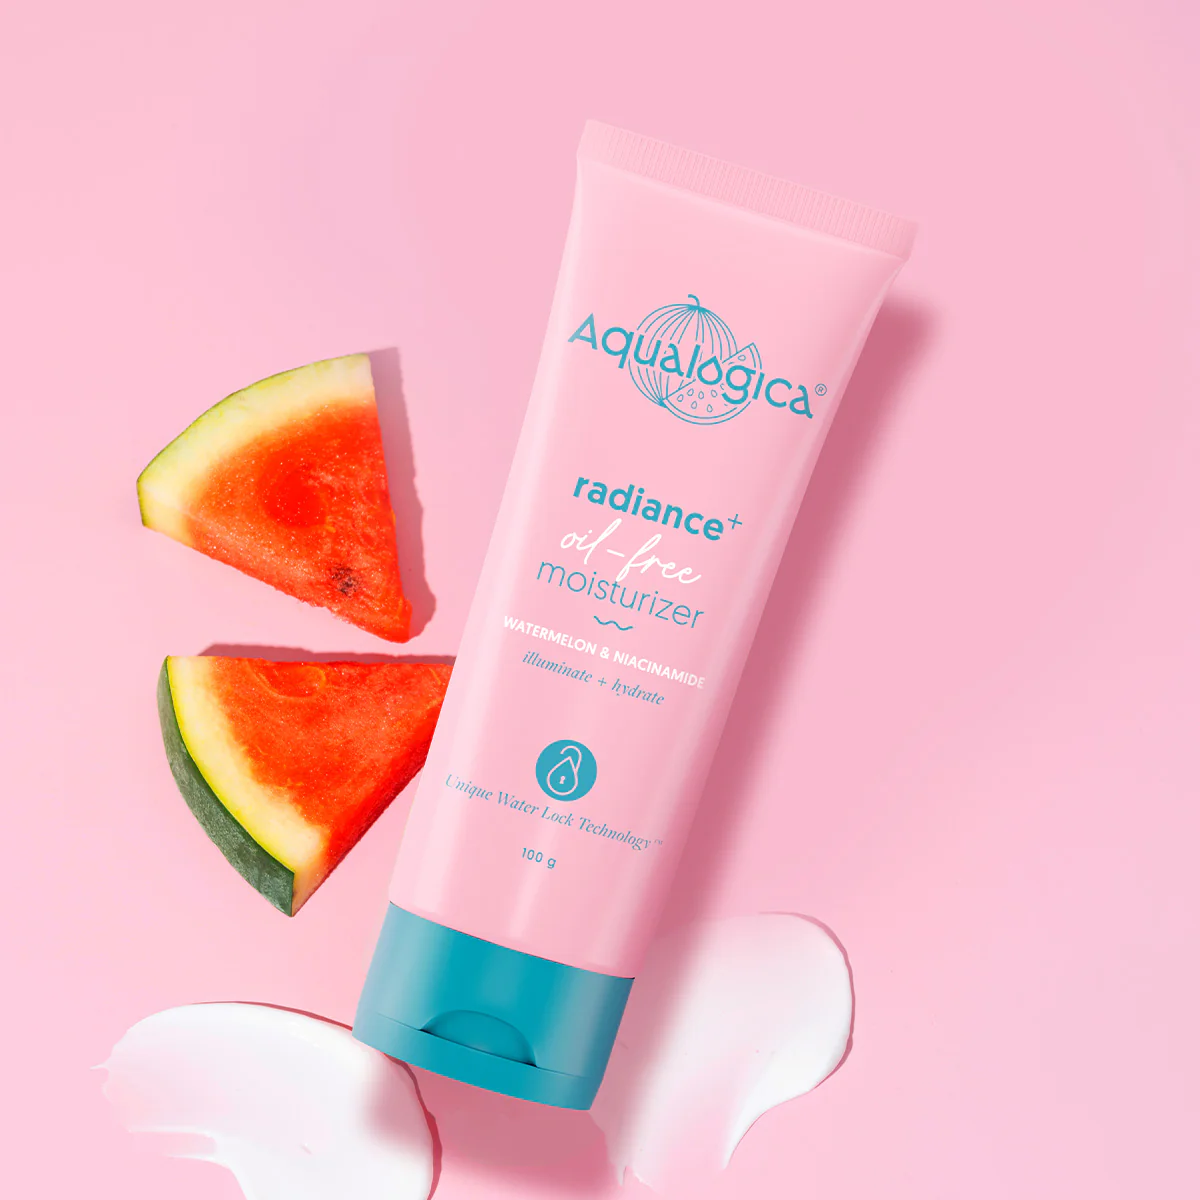 Aqualogica®
radiance+
oil-free
moisturizer
WATERMELON & NIACINAMIDE
illuminate + hydrate
Unique Water Lock Technology™
100 g